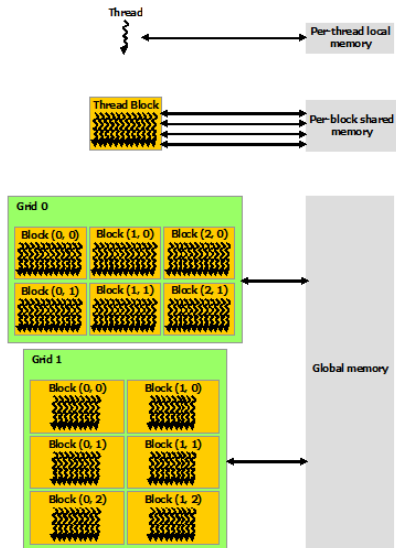 Thread
Per-thread local
memory
Thread Block
Per-block shared
memory
Grid 0
Block (0, 0) Block (1, 0) Block (2, 0)
Block (0, 1) Block (1, 1) Block (2, 1)
Grid 1
Global memory
Block (0, 0) Block (1, 0)
Block (0, 1) Block (1, 1)
Block (0, 2) Block (1, 2)